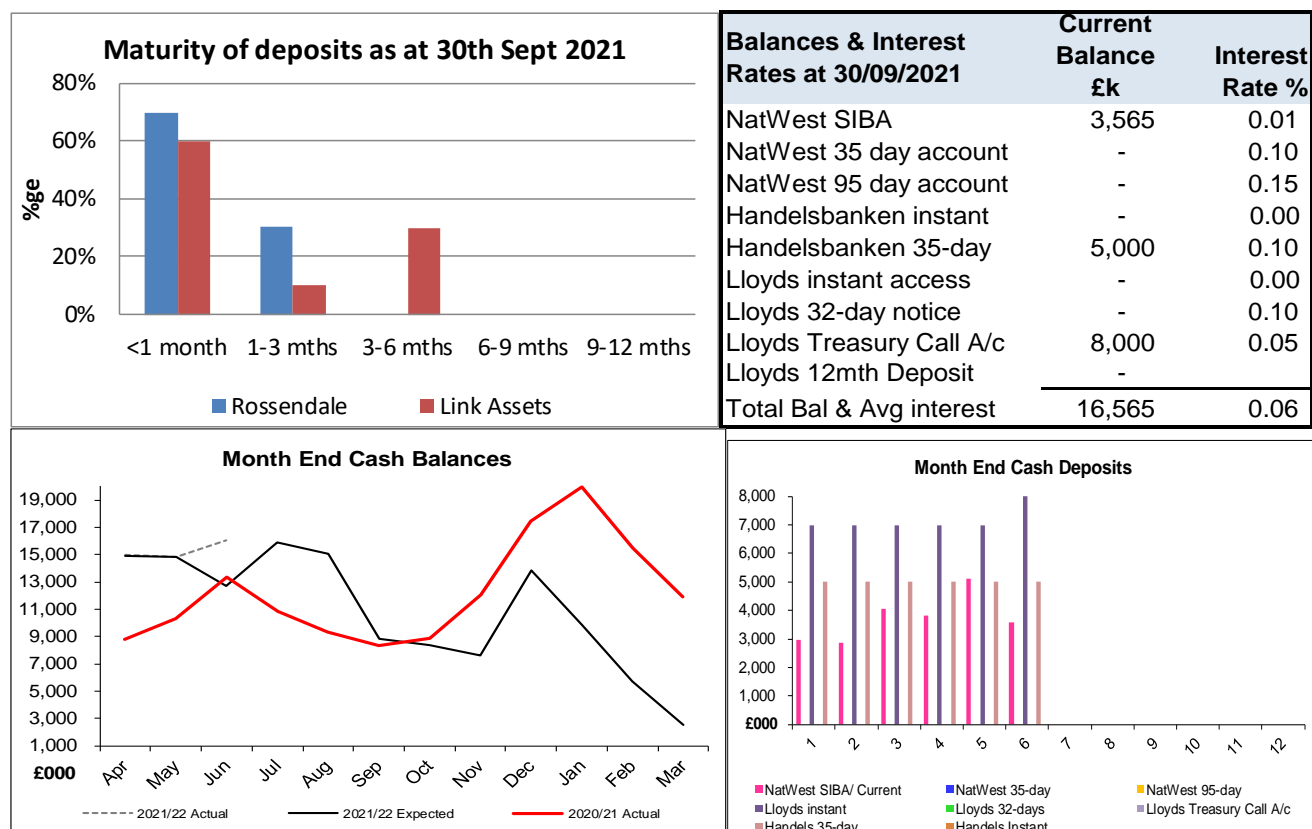 Maturity of deposits as at 30th Sept 2021
80%
60%
40%
20%
0%
%ge
<1 month 1-3 mths 3-6 mths 6-9 mths 9-12 mths
Rossendale Link Assets
Balances & Interest Rates at 30/09/2021 Current Balance £k Interest Rate %
NatWest SIBA 3,565 0.01
NatWest 35 day account - 0.10
NatWest 95 day account - 0.15
Handelsbanken instant - 0.00
Handelsbanken 35-day 5,000 0.10
Lloyds instant access - 0.00
Lloyds 32-day notice - 0.10
Lloyds Treasury Call A/c 8,000 0.05
Lloyds 12mth Deposit -
Total Bal & Avg interest 16,565 0.06
Month End Cash Balances
19,000
17,000
15,000
13,000
11,000
9,000
7,000
5,000
3,000
1,000
£000
Apr May Jun Jul Aug Sep Oct Nov Dec Jan Feb Mar
2021/22 Actual 2021/22 Expected 2020/21 Actual
Month End Cash Deposits
8,000
7,000
6,000
5,000
4,000
3,000
2,000
1,000
£000
1 2 3 4 5 6 7 8 9 10 11 12
NatWest SIBA/ Current NatWest 35-day NatWest 95-day
Lloyds instant Lloyds 32-days Lloyds Treasury Call A/c
Handels 35-day Handels Instant